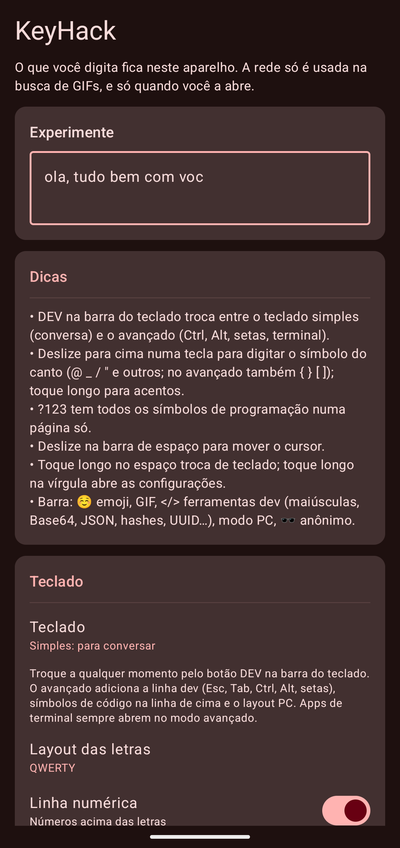 KeyHack
O que você digita fica neste aparelho. A rede só é usada na
busca de GIFs, e só quando você a abre.
Experimente
ola, tudo bem com voc
Dicas
• DEV na barra do teclado troca entre o teclado simples
(conversa) e o avançado (Ctrl, Alt, setas, terminal).
• Deslize para cima numa tecla para digitar o símbolo do
canto (@ _ / " e outros; no avançado também { } [ ]);
toque longo para acentos.
• ?123 tem todos os símbolos de programação numa
página só.
• Deslize na barra de espaço para mover o cursor.
• Toque longo no espaço troca de teclado; toque longo
na vírgula abre as configurações.
• Barra: ☺️ emoji, GIF, </> ferramentas dev (maiúsculas,
Base64, JSON, hashes, UUID…), modo PC, 🕶️ anônimo.
Teclado
Teclado
Simples: para conversar
Troque a qualquer momento pelo botão DEV na barra do teclado.
O avançado adiciona a linha dev (Esc, Tab, Ctrl, Alt, setas),
símbolos de código na linha de cima e o layout PC. Apps de
terminal sempre abrem no modo avançado.
Layout das letras
QWERTY
Linha numérica
Números acima das letras